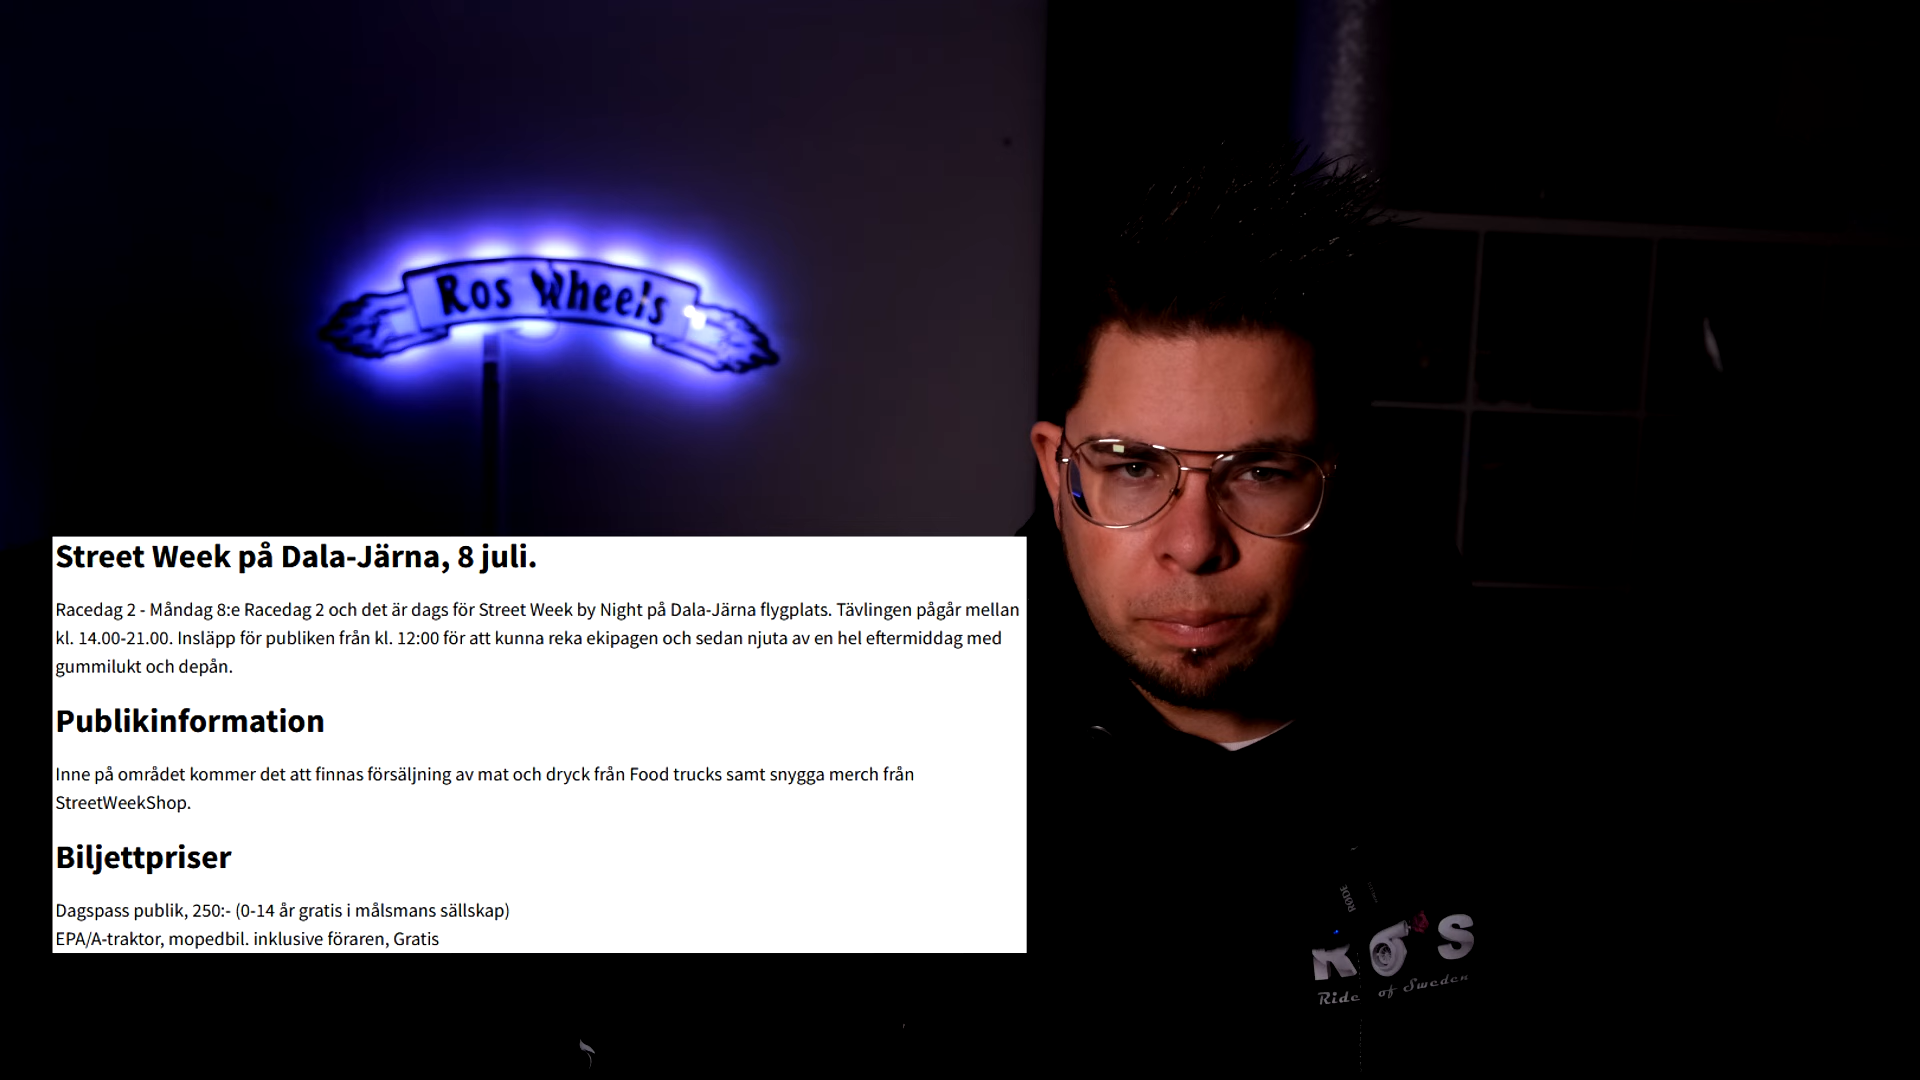 Ros Wheels
Street Week på Dala-Järna, 8 juli.
Racedag 2 - Måndag 8:e Racedag 2 och det är dags för Street Week by Night på Dala-Järna flygplats. Tävlingen pågår mellan
kl. 14.00-21.00. Insläpp för publiken från kl. 12:00 för att kunna reka ekipagen och sedan njuta av en hel eftermiddag med
gummilukt och depån.
Publikinformation
Inne på området kommer det att finnas försäljning av mat och dryck från Food trucks samt snygga merch från
StreetWeekShop.
Biljettpriser
Dagspass publik, 250:- (0-14 år gratis i målsmans sällskap)
EPA/A-traktor, mopedbil. inklusive föraren, Gratis
RØDE
ROS
Ride of Sweden